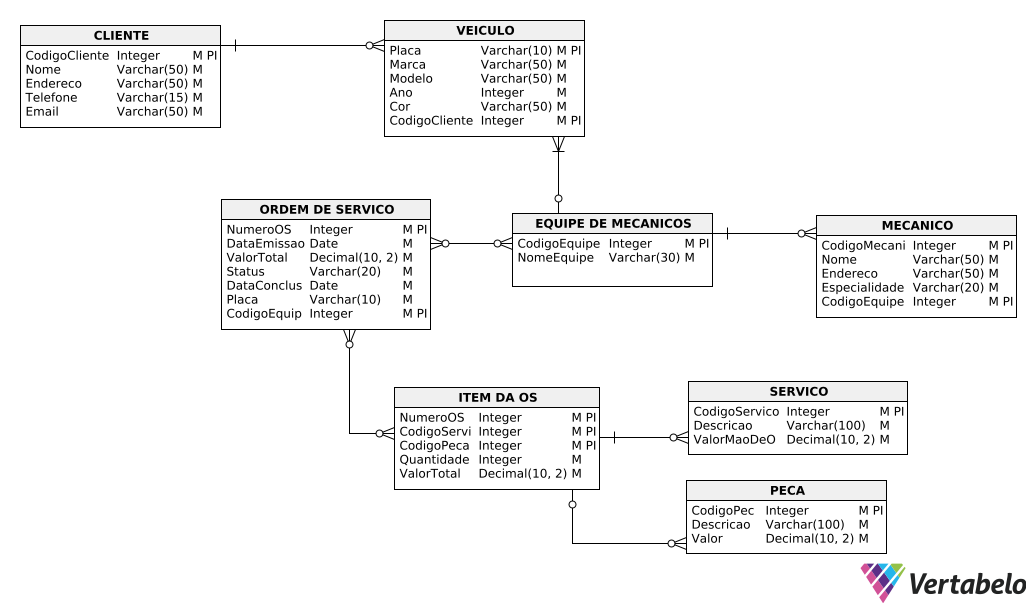 CLIENTE
CodigoCliente Integer M PI
Nome Varchar(50) M
Endereco Varchar(50) M
Telefone Varchar(15) M
Email Varchar(50) M
VEICULO
Placa Varchar(10) M PI
Marca Varchar(50) M
Modelo Varchar(50) M
Ano Integer M
Cor Varchar(50) M
CodigoCliente Integer M PI
ORDEM DE SERVICO
NumeroOS Integer M PI
DataEmissao Date M
ValorTotal Decimal(10, 2) M
Status Varchar(20) M
DataConclus Date M
Placa Varchar(10) M
CodigoEquip Integer M PI
EQUIPE DE MECANICOS
CodigoEquipe Integer M PI
NomeEquipe Varchar(30) M
MECANICO
CodigoMecani Integer M PI
Nome Varchar(50) M
Endereco Varchar(50) M
Especialidade Varchar(20) M
CodigoEquipe Integer M PI
ITEM DA OS
NumeroOS Integer M PI
CodigoServi Integer M PI
CodigoPeca Integer M PI
Quantidade Integer M
ValorTotal Decimal(10, 2) M
SERVICO
CodigoServico Integer M PI
Descricao Varchar(100) M
ValorMaoDeO Decimal(10, 2) M
PECA
CodigoPec Integer M PI
Descricao Varchar(100) M
Valor Decimal(10, 2) M
Vertabelo